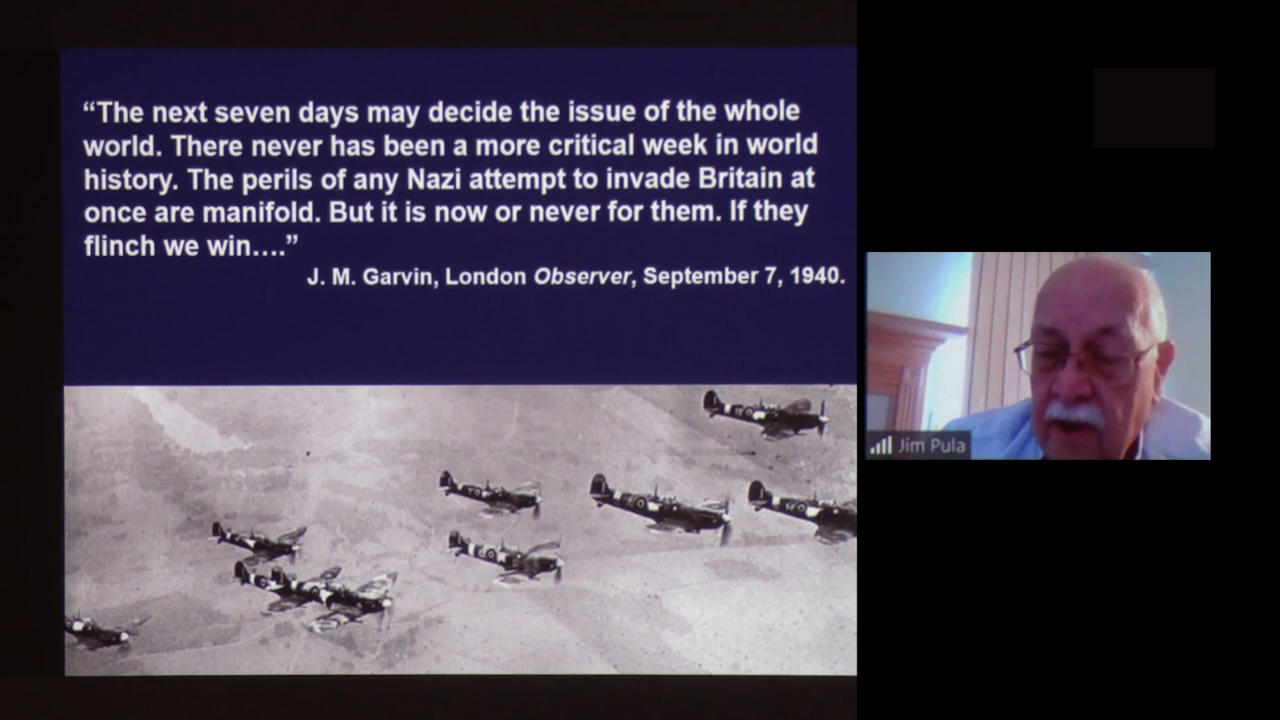 “The next seven days may decide the issue of the whole
world. There never has been a more critical week in world
history. The perils of any Nazi attempt to invade Britain at
once are manifold. But it is now or never for them. If they
flinch we win….”
J. M. Garvin, London Observer, September 7, 1940.
Jim Pula